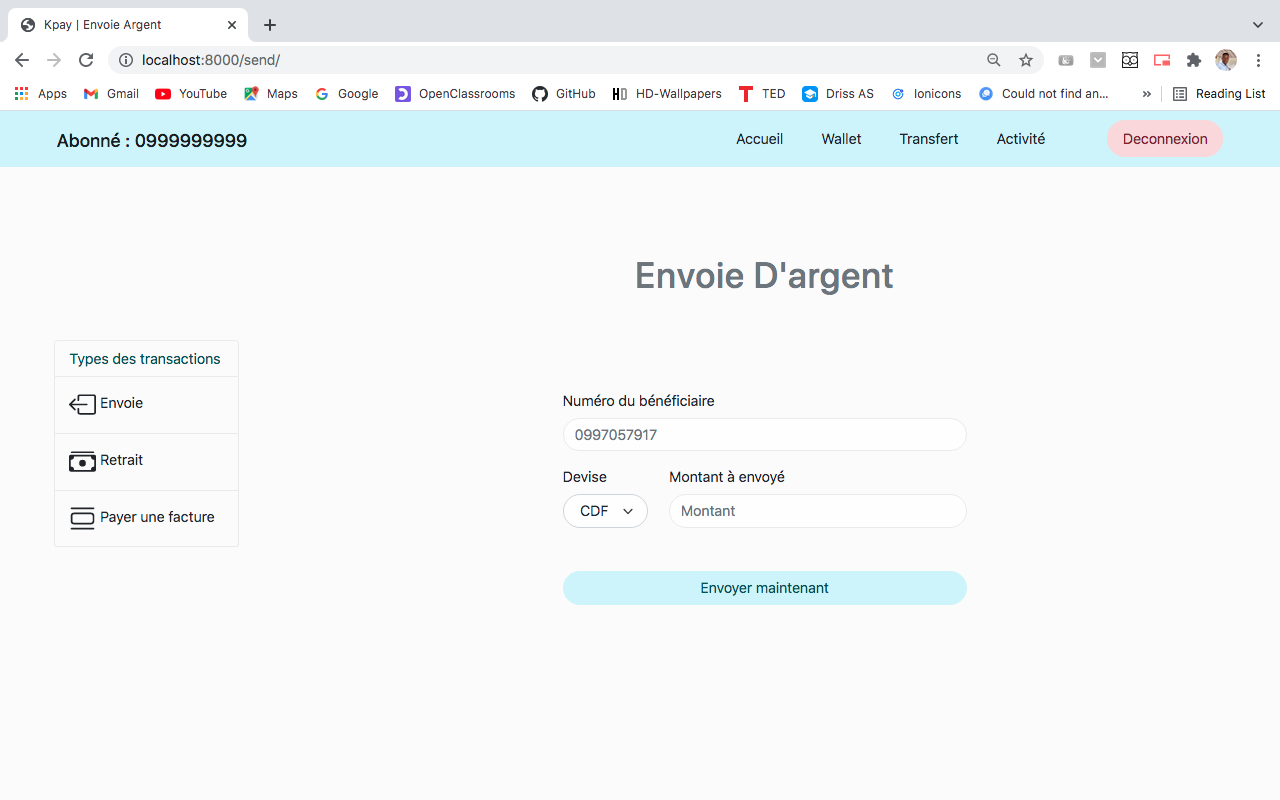 Kpay | Envoie Argent
localhost:8000/send/
Apps Gmail YouTube Maps Google OpenClassrooms GitHub HD-Wallpapers TED Driss AS Ionicons Could not find an... » Reading List
Abonné : 0999999999 Accueil Wallet Transfert Activité Deconnexion
Envoie D'argent
Types des transactions
Envoie
Retrait
Payer une facture
Numéro du bénéficiaire
0997057917
Devise Montant à envoyé
CDF Montant
Envoyer maintenant